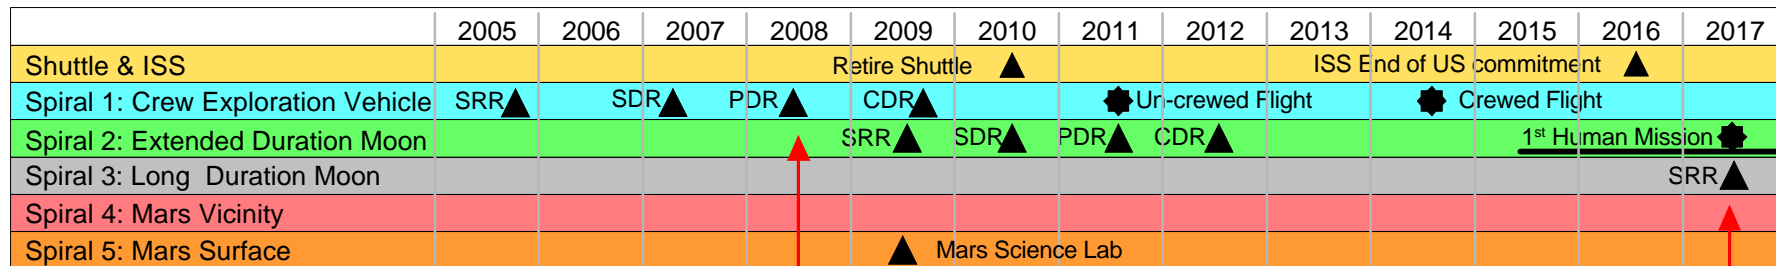 2005 2006 2007 2008 2009 2010 2011 2012 2013 2014 2015 2016 2017
Shuttle & ISS Retire Shuttle ISS End of US commitment
Spiral 1: Crew Exploration Vehicle SRR SDR PDR CDR Un-crewed Flight Crewed Flight
Spiral 2: Extended Duration Moon SRR SDR PDR CDR 1st Human Mission
Spiral 3: Long Duration Moon SRR
Spiral 4: Mars Vicinity
Spiral 5: Mars Surface Mars Science Lab